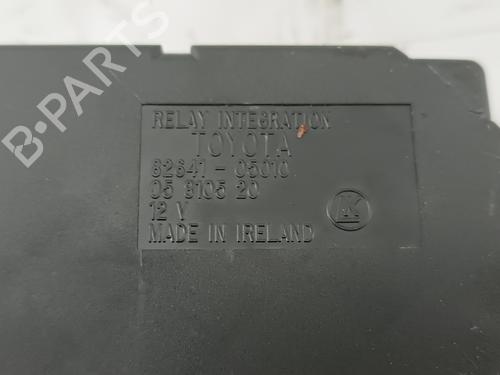 RELAY INTEGRATION
TOYOTA
82641-05010
05 8105 20
12 V
MADE IN IRELAND
B-PARTS